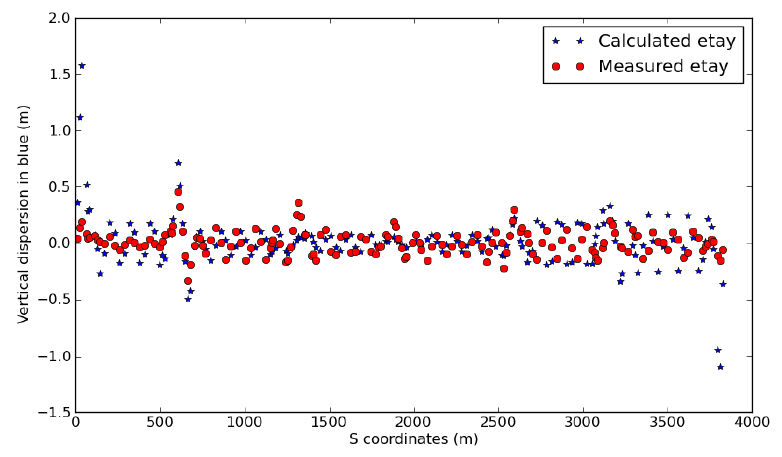 2.0
1.5
1.0
0.5
0.0
−0.5
−1.0
−1.5
Vertical dispersion in blue (m)
Calculated etay
Measured etay
0 500 1000 1500 2000 2500 3000 3500 4000
S coordinates (m)